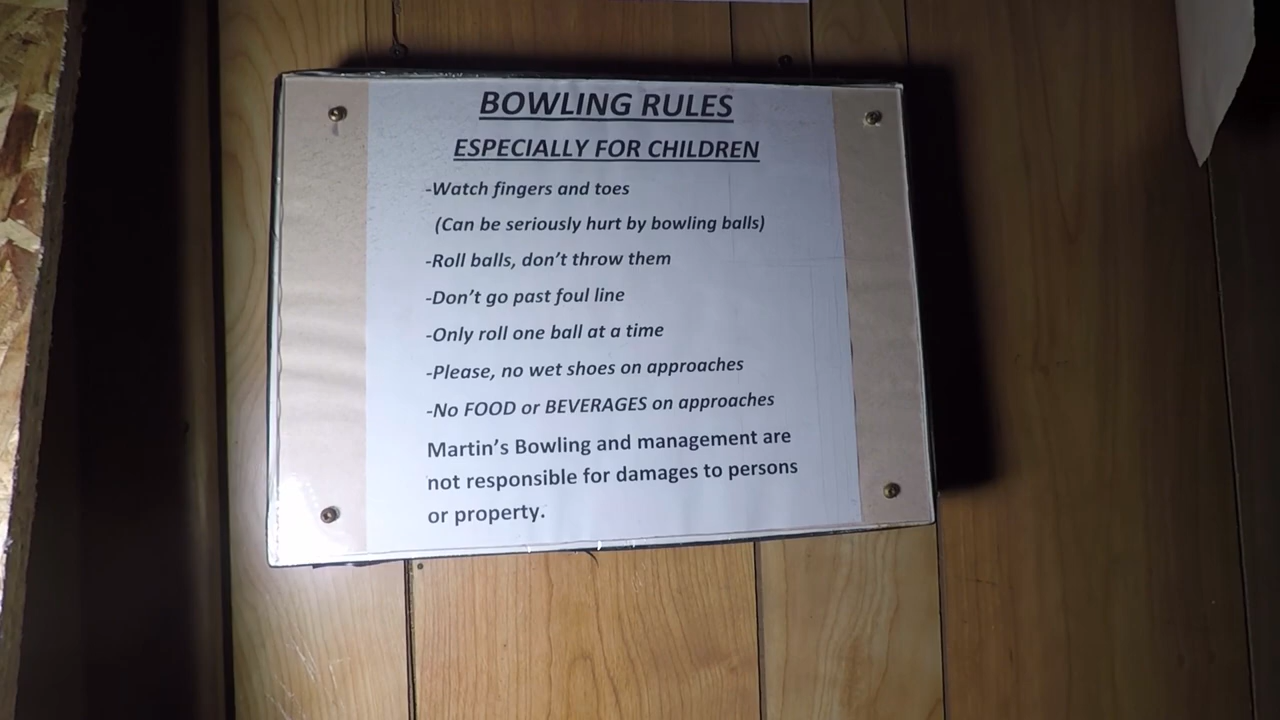 BOWLING RULES
ESPECIALLY FOR CHILDREN
-Watch fingers and toes
(Can be seriously hurt by bowling balls)
-Roll balls, don't throw them
-Don't go past foul line
-Only roll one ball at a time
-Please, no wet shoes on approaches
-No FOOD or BEVERAGES on approaches
Martin's Bowling and management are
not responsible for damages to persons
or property.